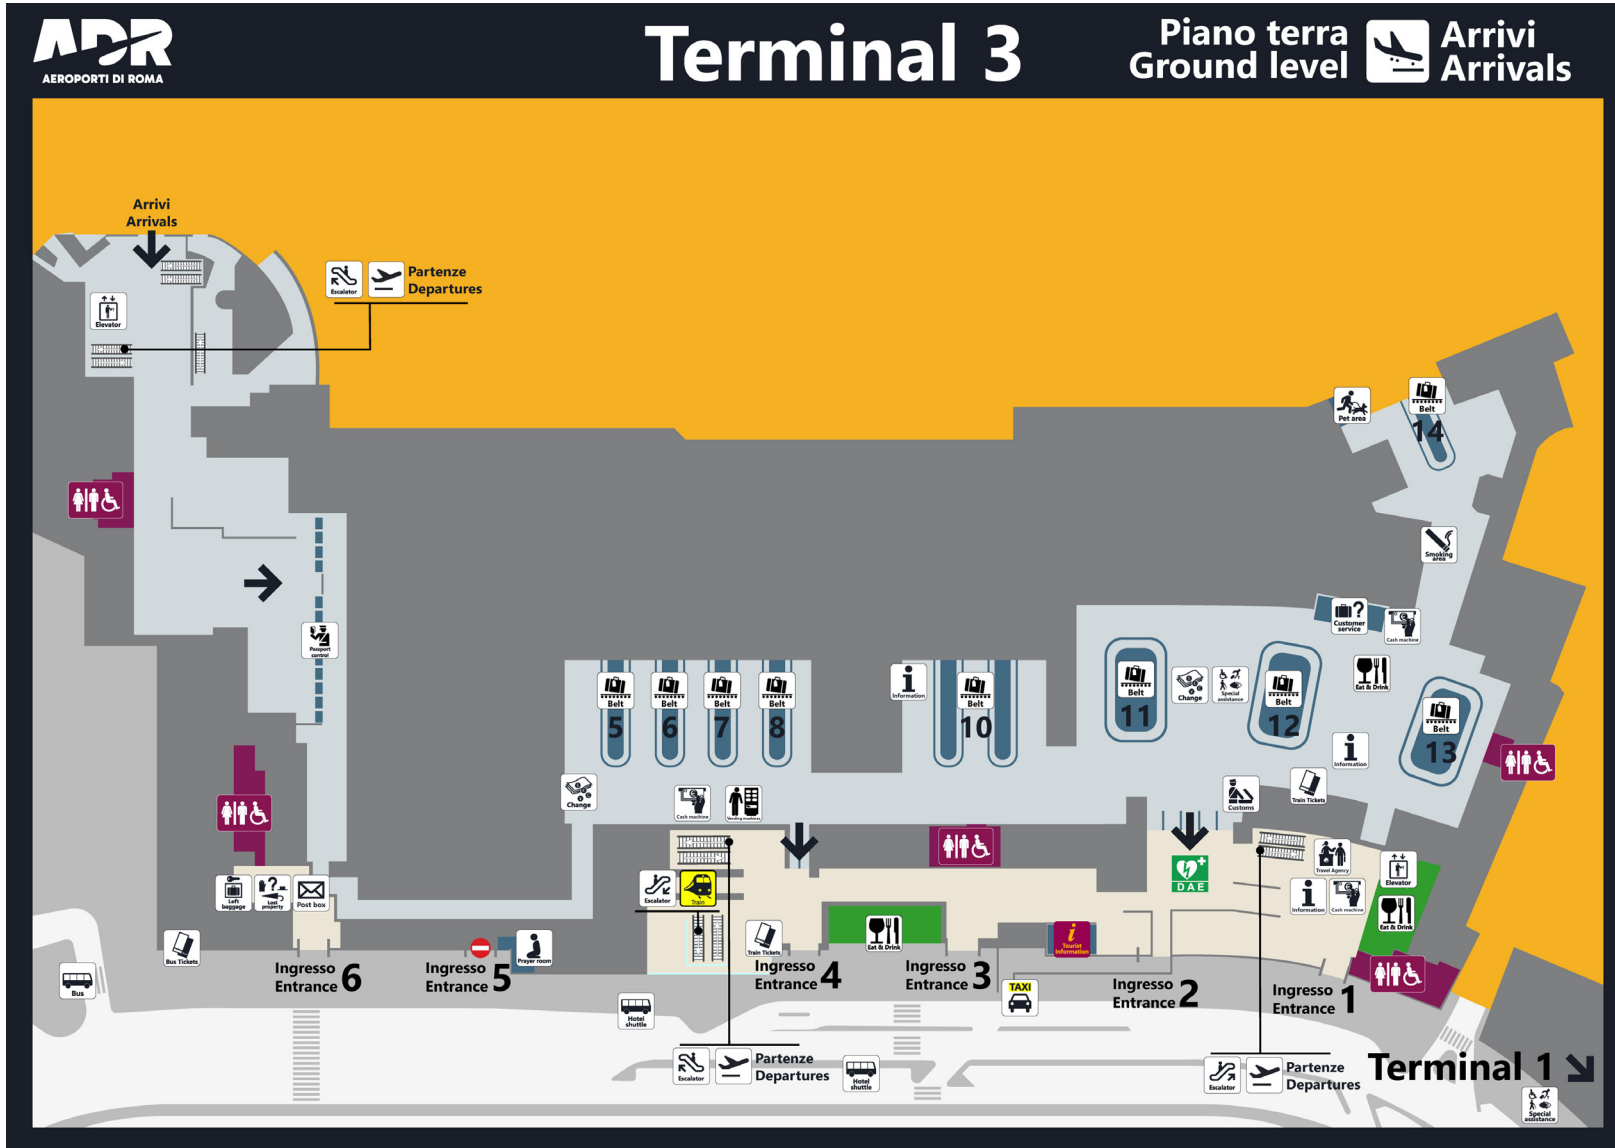 ADR
AEROPORTI DI ROMA
Terminal 3
Piano terra
Ground level
Arrivi
Arrivals
Arrivi
Arrivals
Escalator
Partenze
Departures
Elevator
Pet area
Belt
14
Smoking
area
Passport
control
Customer
service
Cash machine
Belt
5
Belt
6
Belt
7
Belt
8
Information
Belt
10
Belt
11
Change
Special
assistance
Belt
12
Eat & Drink
Belt
13
Information
Change
Cash machine
Vending machines
Customs
Train Tickets
DAE
Travel Agency
Elevator
Left
baggage
Lost
property
Post box
Escalator
Train
Information
Cash machine
Eat & Drink
Bus Tickets
Prayer room
Train Tickets
Eat & Drink
i
Tourist
Information
Bus
Ingresso
Entrance 6
Ingresso
Entrance 5
Ingresso
Entrance 4
Ingresso
Entrance 3
TAXI
Ingresso
Entrance 2
Ingresso
Entrance 1
Hotel
shuttle
Escalator
Partenze
Departures
Hotel
shuttle
Escalator
Partenze
Departures
Terminal 1
Special
assistance